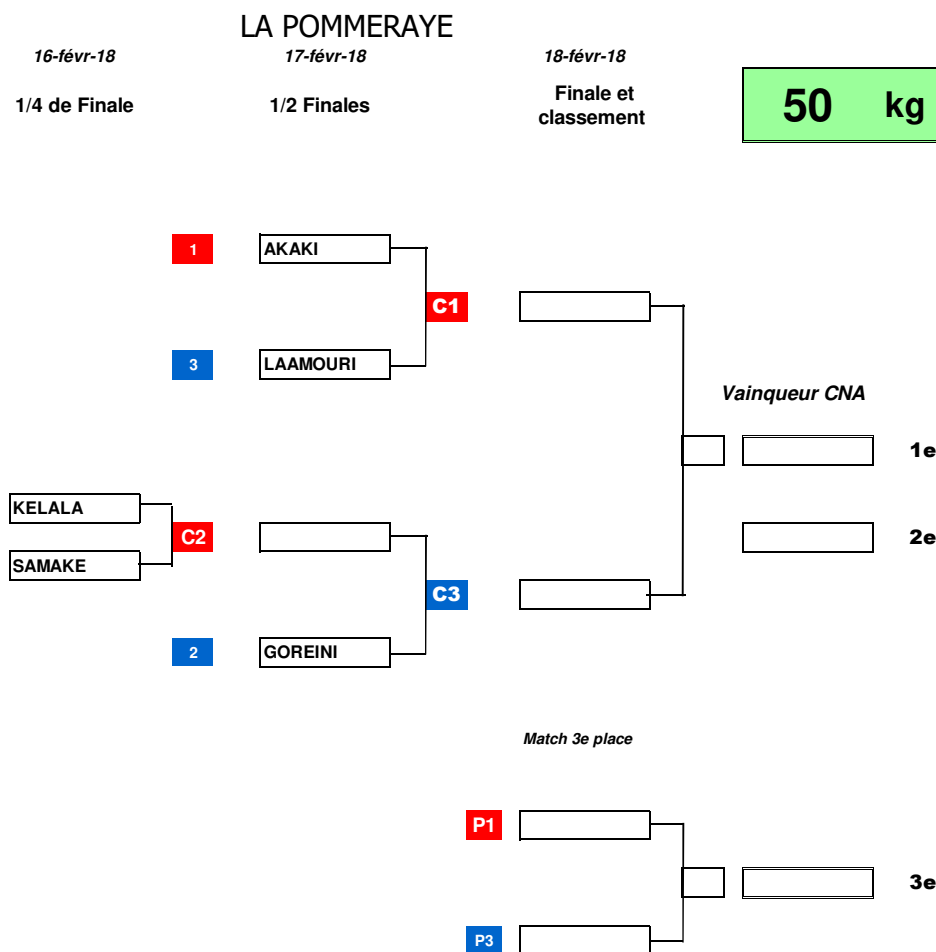 LA POMMERAYE
16-févr-18 17-févr-18 18-févr-18
1/4 de Finale 1/2 Finales Finale et
classement
50 kg
1 AKAKI
C1
3 LAAMOURI
Vainqueur CNA
1e
KELALA
C2 2e
SAMAKE
C3
2 GOREINI
Match 3e place
P1
3e
P3